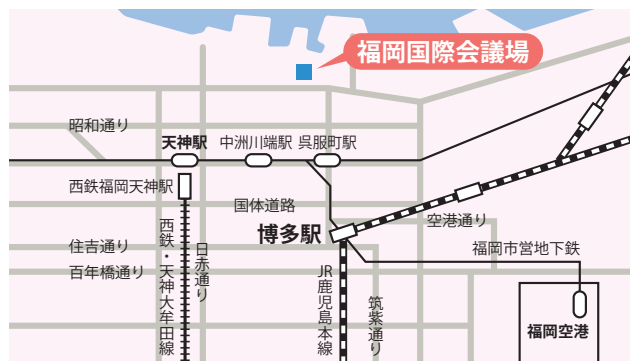 福岡国際会議場
昭和通り
天神駅
中洲川端駅
呉服町駅
西鉄福岡天神駅
国体道路
博多駅
空港通り
住吉通り
百年橋通り
西鉄・天神大牟田線
日赤通り
福岡市営地下鉄
JR鹿児島本線
筑紫通り
福岡空港